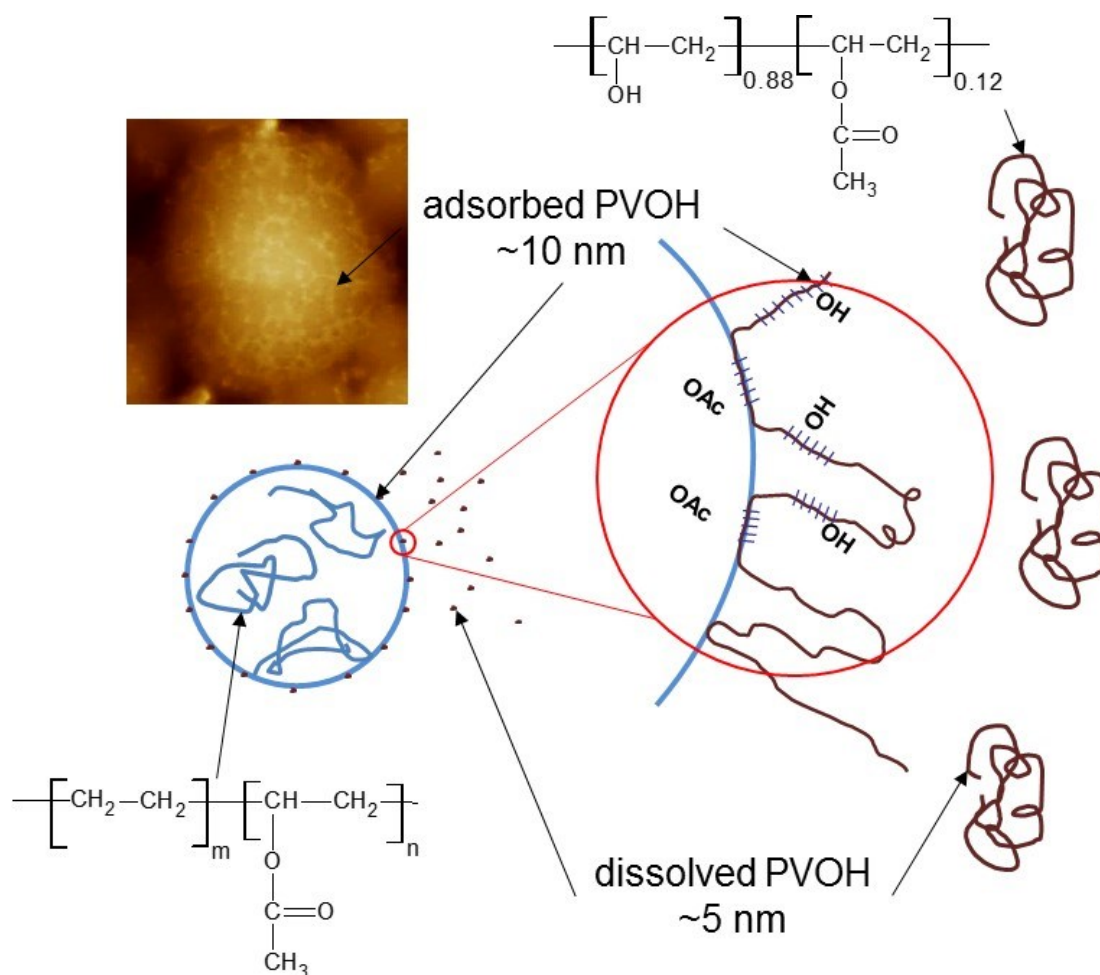 CH—CH₂
0.88
CH—CH₂
0.12
OH
O
C=O
CH₃
adsorbed PVOH
~10 nm
OH
OAc
OH
OAc
OH
CH₂—CH₂
m
CH—CH₂
n
O
C=O
CH₃
dissolved PVOH
~5 nm